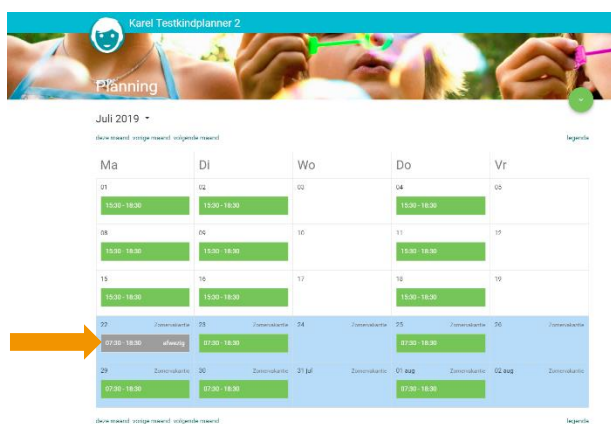 Karel Testkindplanner 2
Planning
Juli 2019
deze maand vorige maand volgende maand legenda
Ma Di Wo Do Vr
01 02 03 04 05
15:30 - 18:30 15:30 - 18:30 15:30 - 18:30
08 09 10 11 12
15:30 - 18:30 15:30 - 18:30 15:30 - 18:30
15 16 17 18 19
15:30 - 18:30 15:30 - 18:30 15:30 - 18:30
22 Zomervakantie 23 Zomervakantie 24 Zomervakantie 25 Zomervakantie 26 Zomervakantie
07:30 - 18:30 afwezig 07:30 - 18:30 07:30 - 18:30
29 Zomervakantie 30 Zomervakantie 31 jul Zomervakantie 01 aug Zomervakantie 02 aug Zomervakantie
07:30 - 18:30 07:30 - 18:30 07:30 - 18:30
deze maand vorige maand volgende maand legenda